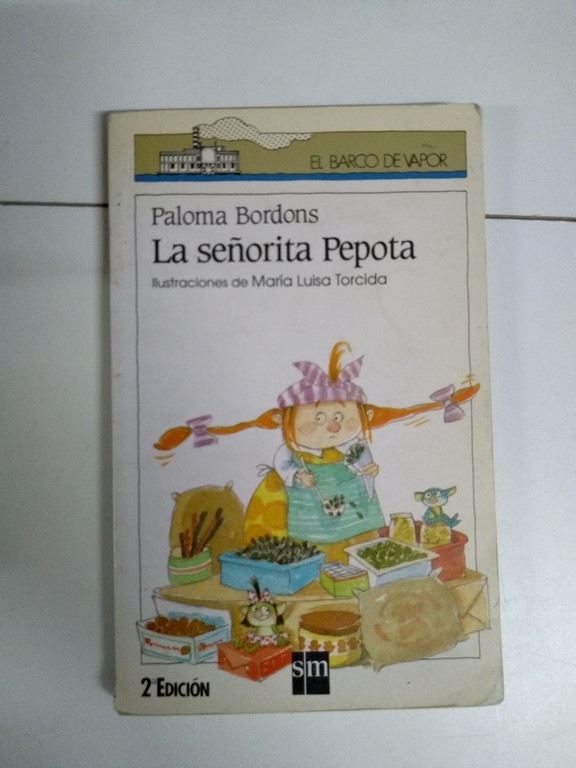 EL BARCO DE VAPOR
Paloma Bordons
La señorita Pepota
Ilustraciones de María Luisa Torcida
2ª EDICIÓN
sm